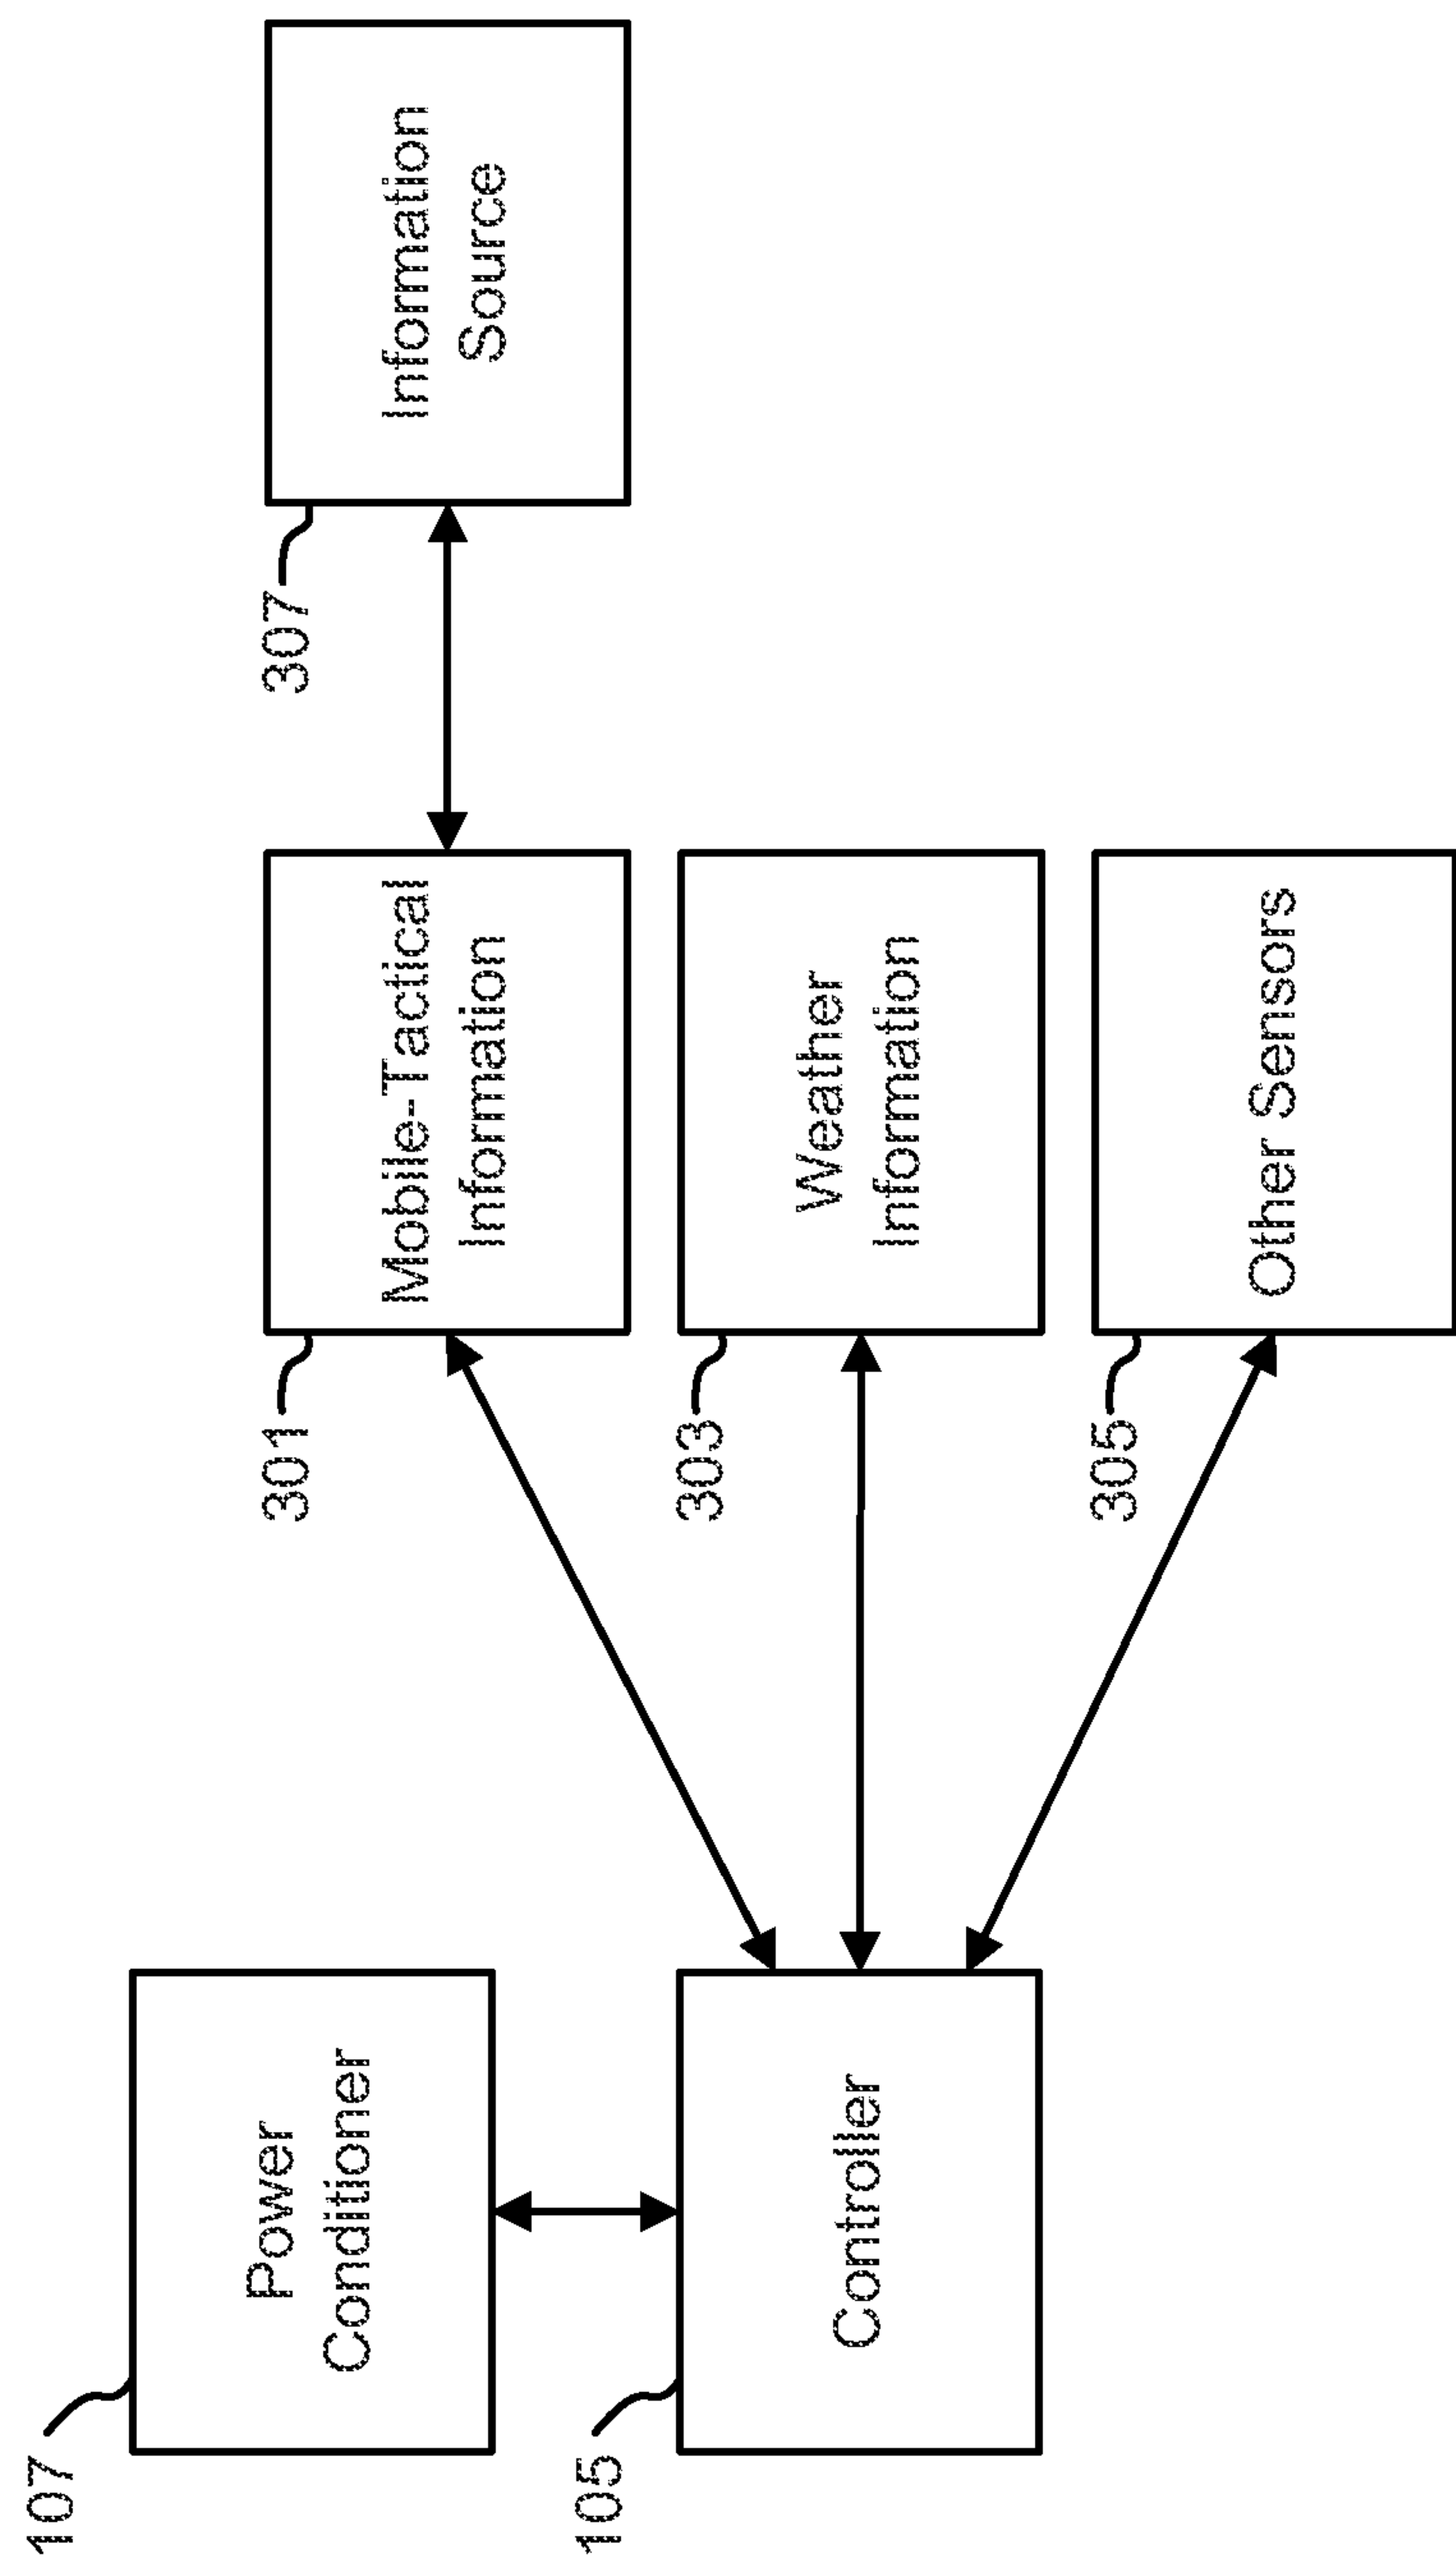 107
Power
Conditioner
105
Controller
301
Mobile-Tactical
Information
303
Weather
Information
305
Other Sensors
307
Information
Source